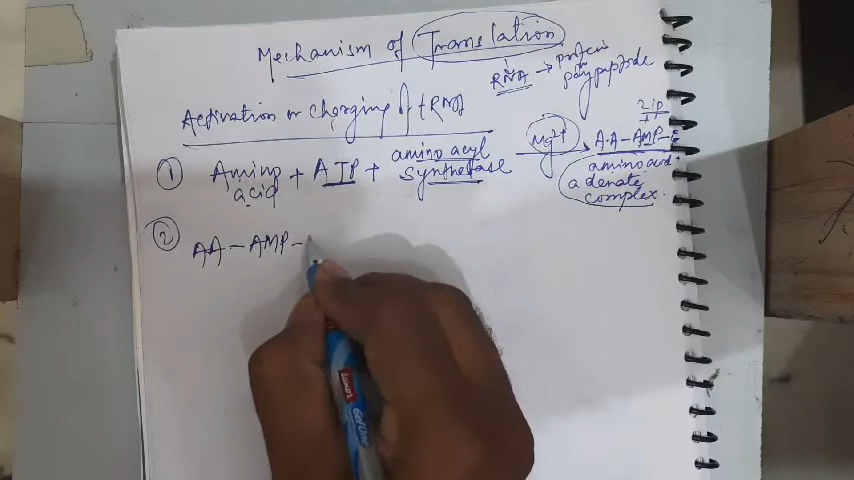 Mechanism of Translation
RNA → protein
polypeptide
Activation or charging of tRNA
① Amino acid + ATP + amino acyl synthetase
Mg2+
2iP
AA - AMP - E
amino acid
adenate
complex.
② AA - AMP -